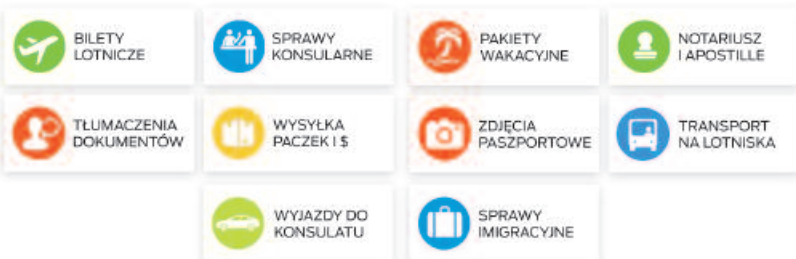 BILETY
LOTNICZE
SPRAWY
KONSULARNE
PAKIETY
WAKACYJNE
NOTARIUSZ
I APOSTILLE
TŁUMACZENIA
DOKUMENTÓW
WYSYŁKA
PACZEK I $
ZDJĘCIA
PASZPORTOWE
TRANSPORT
NA LOTNISKA
WYJAZDY DO
KONSULATU
SPRAWY
IMIGRACYJNE